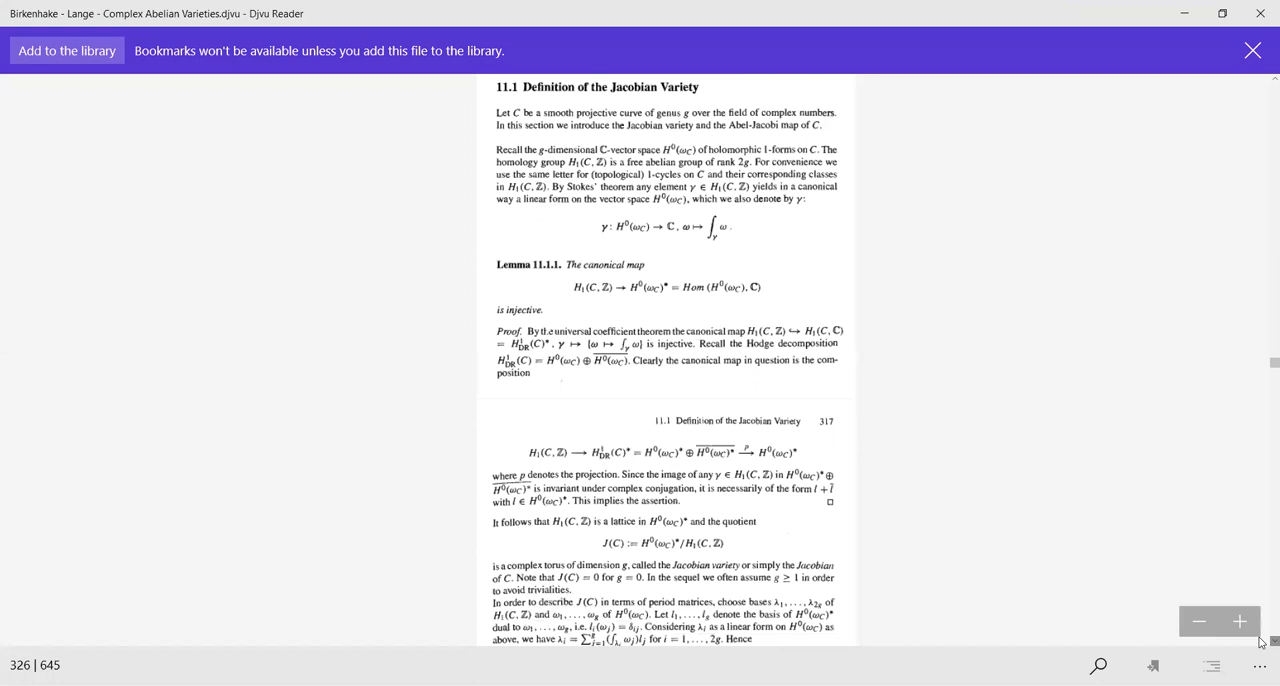 Birkenhake - Lange - Complex Abelian Varieties.djvu - Djvu Reader
Add to the library Bookmarks won't be available unless you add this file to the library.
11.1 Definition of the Jacobian Variety
Let C be a smooth projective curve of genus g over the field of complex numbers.
In this section we introduce the Jacobian variety and the Abel-Jacobi map of C.
Recall the g-dimensional ℂ-vector space H⁰(ω_C) of holomorphic 1-forms on C. The
homology group H₁(C, ℤ) is a free abelian group of rank 2g. For convenience we
use the same letter for (topological) 1-cycles on C and their corresponding classes
in H₁(C, ℤ). By Stokes' theorem any element γ ∈ H₁(C, ℤ) yields in a canonical
way a linear form on the vector space H⁰(ω_C), which we also denote by γ:
γ : H⁰(ω_C) → ℂ, ω ↦ ∫_γ ω .
Lemma 11.1.1. The canonical map
H₁(C, ℤ) → H⁰(ω_C)* = Hom (H⁰(ω_C), ℂ)
is injective.
Proof. By the universal coefficient theorem the canonical map H₁(C, ℤ) ↪ H₁(C, ℂ)
= H¹_DR(C)*, γ ↦ {ω ↦ ∫_γ ω} is injective. Recall the Hodge decomposition
H¹_DR(C) = H⁰(ω_C) ⊕ \overline{H⁰(ω_C)}. Clearly the canonical map in question is the com-
position
11.1 Definition of the Jacobian Variety 317
H₁(C, ℤ) ⟶ H¹_DR(C)* = H⁰(ω_C)* ⊕ \overline{H⁰(ω_C)*} \overset{p}{⟶} H⁰(ω_C)*
where p denotes the projection. Since the image of any γ ∈ H₁(C, ℤ) in H⁰(ω_C)* ⊕
\overline{H⁰(ω_C)*} is invariant under complex conjugation, it is necessarily of the form l + \bar{l}
with l ∈ H⁰(ω_C)*. This implies the assertion. □
It follows that H₁(C, ℤ) is a lattice in H⁰(ω_C)* and the quotient
J(C) := H⁰(ω_C)*/H₁(C, ℤ)
is a complex torus of dimension g, called the Jacobian variety or simply the Jacobian
of C. Note that J(C) = 0 for g = 0. In the sequel we often assume g ≥ 1 in order
to avoid trivialities.
In order to describe J(C) in terms of period matrices, choose bases λ₁, . . . , λ_{2g} of
H₁(C, ℤ) and ω₁, . . . , ω_g of H⁰(ω_C). Let l₁, . . . , l_g denote the basis of H⁰(ω_C)*
dual to ω₁, . . . , ω_g, i.e. l_i(ω_j) = δ_{ij}. Considering λ_i as a linear form on H⁰(ω_C)* as
above, we have λ_i = ∑_{j=1}^{g}(∫_{λ_i} ω_j)l_j for i = 1, . . . , 2g. Hence
326 | 645